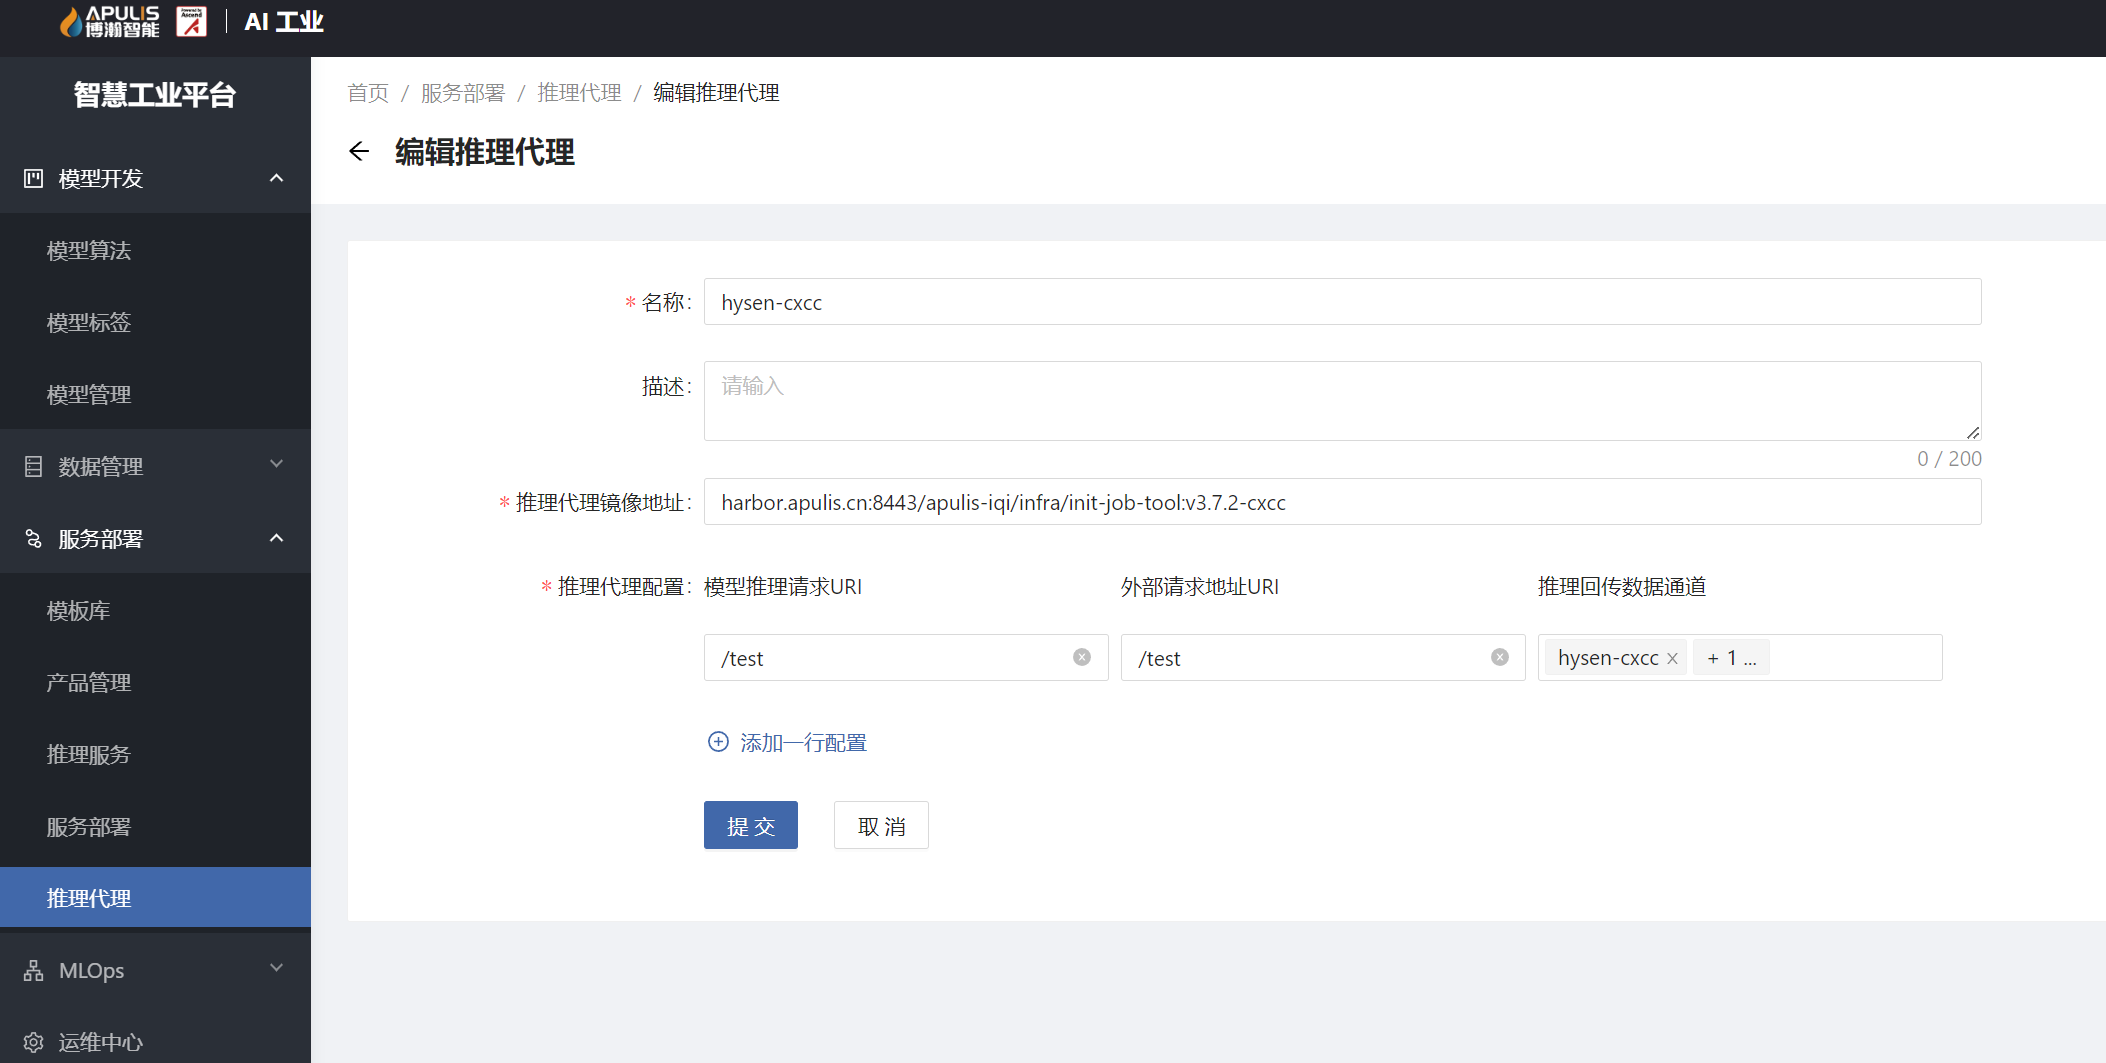 APULIS
博瀚智能
Powered by
Ascend
AI 工业
智慧工业平台
模型开发
模型算法
模型标签
模型管理
数据管理
服务部署
模板库
产品管理
推理服务
服务部署
推理代理
MLOps
运维中心
首页 / 服务部署 / 推理代理 / 编辑推理代理
编辑推理代理
* 名称: hysen-cxcc
描述: 请输入
0 / 200
* 推理代理镜像地址: harbor.apulis.cn:8443/apulis-iqi/infra/init-job-tool:v3.7.2-cxcc
* 推理代理配置: 模型推理请求URI 外部请求地址URI 推理回传数据通道
/test /test hysen-cxcc + 1 ...
添加一行配置
提 交 取 消